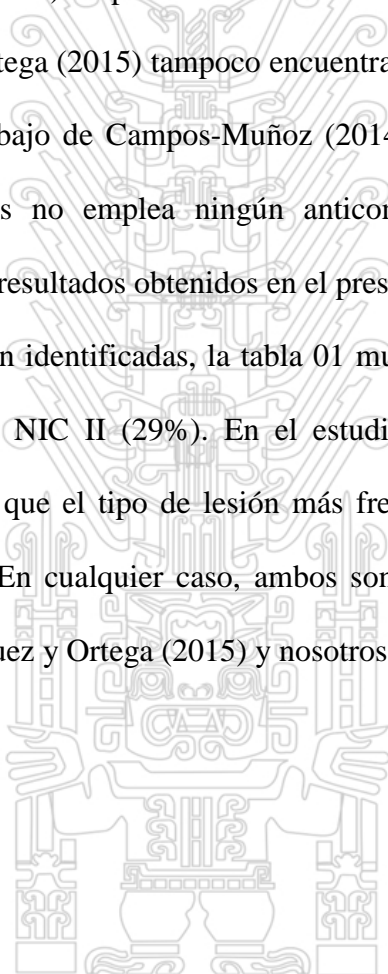 tega (2015) tampoco encuentra
bajo de Campos-Muñoz (2014
s no emplea ningún anticon
resultados obtenidos en el pres
n identificadas, la tabla 01 mu
NIC II (29%). En el estudi
que el tipo de lesión más fre
En cualquier caso, ambos son
uez y Ortega (2015) y nosotros